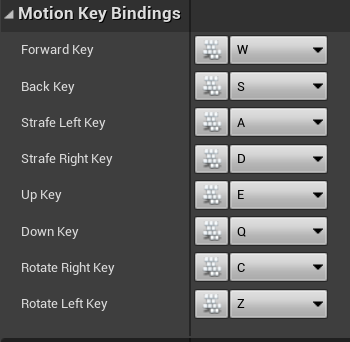 Motion Key Bindings
Forward Key W
Back Key S
Strafe Left Key A
Strafe Right Key D
Up Key E
Down Key Q
Rotate Right Key C
Rotate Left Key Z